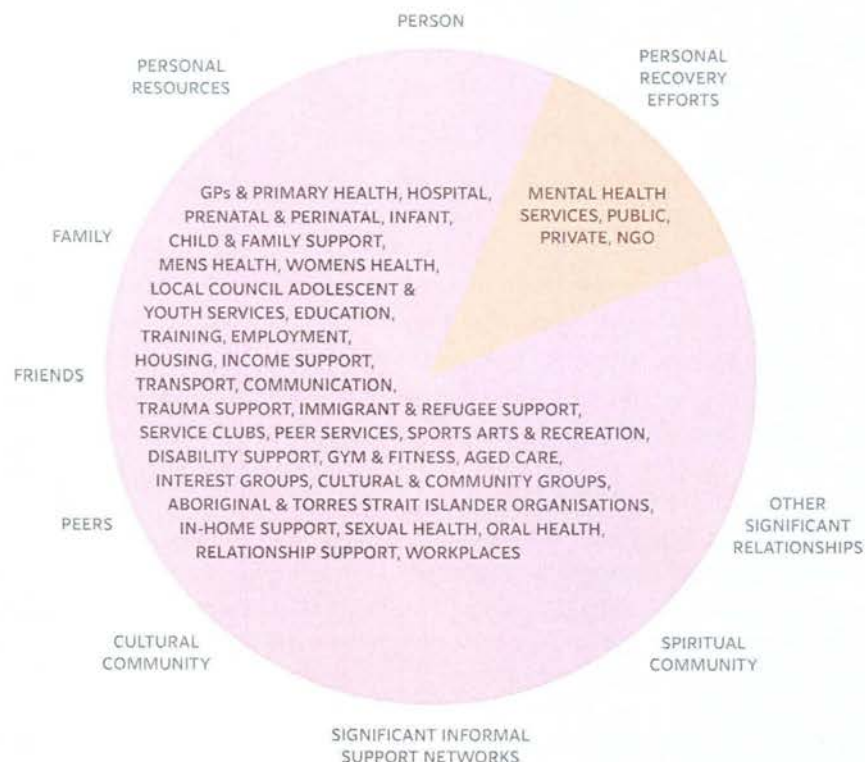 PERSON
PERSONAL
RESOURCES
PERSONAL
RECOVERY
EFFORTS
GPs & PRIMARY HEALTH, HOSPITAL,
PRENATAL & PERINATAL, INFANT,
CHILD & FAMILY SUPPORT,
MENS HEALTH, WOMENS HEALTH,
LOCAL COUNCIL ADOLESCENT &
YOUTH SERVICES, EDUCATION,
TRAINING, EMPLOYMENT,
HOUSING, INCOME SUPPORT,
TRANSPORT, COMMUNICATION,
TRAUMA SUPPORT, IMMIGRANT & REFUGEE SUPPORT,
SERVICE CLUBS, PEER SERVICES, SPORTS ARTS & RECREATION,
DISABILITY SUPPORT, GYM & FITNESS, AGED CARE,
INTEREST GROUPS, CULTURAL & COMMUNITY GROUPS,
ABORIGINAL & TORRES STRAIT ISLANDER ORGANISATIONS,
IN-HOME SUPPORT, SEXUAL HEALTH, ORAL HEALTH,
RELATIONSHIP SUPPORT, WORKPLACES
MENTAL HEALTH
SERVICES, PUBLIC,
PRIVATE, NGO
FAMILY
FRIENDS
PEERS
OTHER
SIGNIFICANT
RELATIONSHIPS
CULTURAL
COMMUNITY
SPIRITUAL
COMMUNITY
SIGNIFICANT INFORMAL
SUPPORT NETWORKS